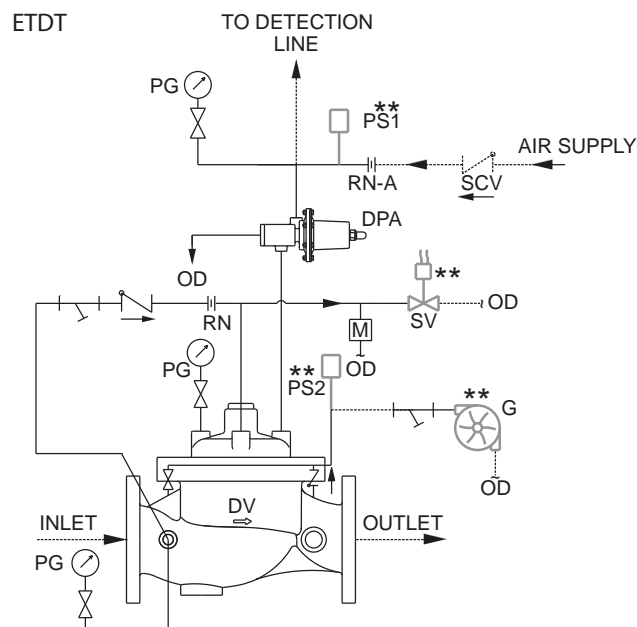 ETDT
TO DETECTION
LINE
PG
**
PS1
AIR SUPPLY
RN-A
SCV
DPA
OD
**
RN
SV
OD
M
PG
**
PS2
OD
**
G
OD
DV
INLET
OUTLET
PG